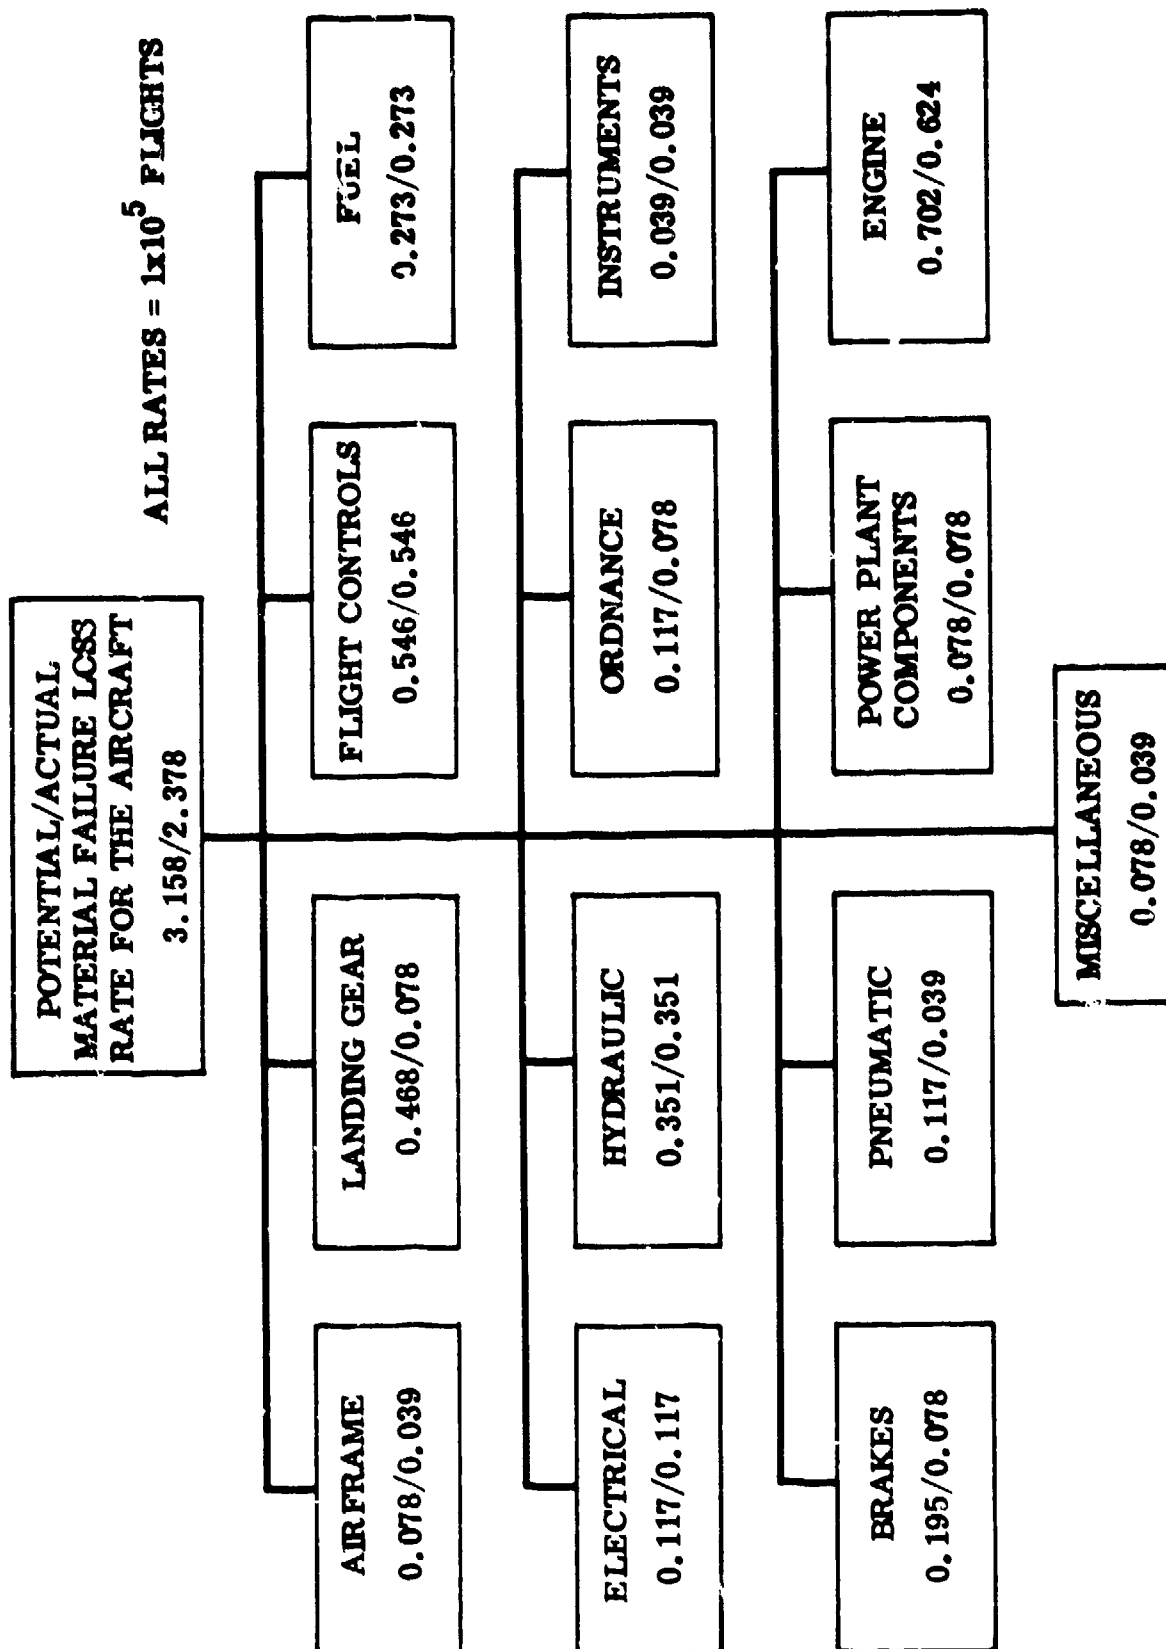 ALL RATES = 1x10⁵ FLIGHTS
POTENTIAL/ACTUAL
MATERIAL FAILURE LOSS
RATE FOR THE AIRCRAFT
3.158/2.378
AIRFRAME
0.078/0.039
LANDING GEAR
0.468/0.078
FLIGHT CONTROLS
0.546/0.546
FUEL
0.273/0.273
ELECTRICAL
0.117/0.117
HYDRAULIC
0.351/0.351
ORDNANCE
0.117/0.078
INSTRUMENTS
0.039/0.039
BRAKES
0.195/0.078
PNEUMATIC
0.117/0.039
POWER PLANT
COMPONENTS
0.078/0.078
ENGINE
0.702/0.624
MISCELLANEOUS
0.078/0.039